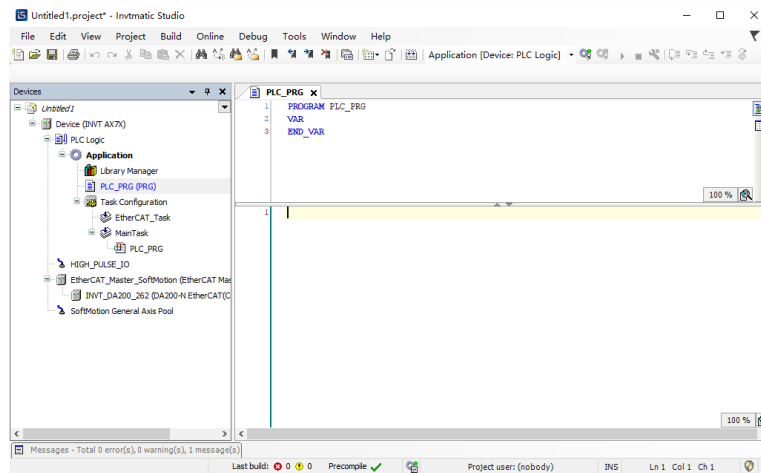 Untitled1.project* - Invtmatic Studio
File Edit View Project Build Online Debug Tools Window Help
Application [Device: PLC Logic]
Devices
Untitled1
Device (INVT AX7X)
PLC Logic
Application
Library Manager
PLC_PRG (PRG)
Task Configuration
EtherCAT_Task
MainTask
PLC_PRG
HIGH_PULSE_IO
EtherCAT_Master_SoftMotion (EtherCAT Mas
INVT_DA200_262 (DA200-N EtherCAT(C
SoftMotion General Axis Pool
PLC_PRG
1 PROGRAM PLC_PRG
2 VAR
3 END_VAR
100 %
1
100 %
Messages - Total 0 error(s), 0 warning(s), 1 message(s)
Last build: 0 0 Precompile Project user: (nobody) INS Ln 1 Col 1 Ch 1